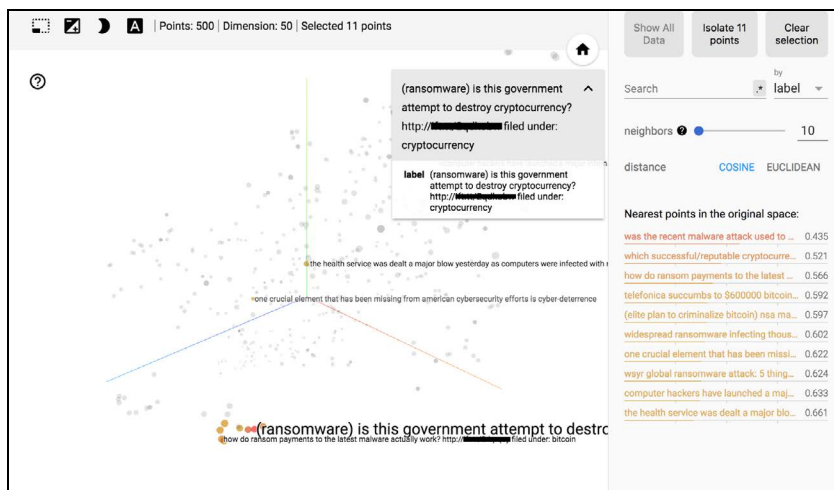 A | Points: 500 | Dimension: 50 | Selected 11 points
Show All
Data
Isolate 11
points
Clear
selection
(ransomware) is this government
attempt to destroy cryptocurrency?
http:// filed under:
cryptocurrency
label (ransomware) is this government
attempt to destroy cryptocurrency?
http:// filed under:
cryptocurrency
Search
.*
by
label
neighbors ? 10
distance COSINE EUCLIDEAN
Nearest points in the original space:
was the recent malware attack used to ... 0.435
which successful/reputable cryptocurre... 0.521
how do ransom payments to the latest ... 0.566
telefonica succumbs to $600000 bitcoin... 0.592
(elite plan to criminalize bitcoin) nsa ma... 0.597
widespread ransomware infecting thous... 0.602
one crucial element that has been missi... 0.622
wsyr global ransomware attack: 5 thing... 0.624
computer hackers have launched a maj... 0.633
the health service was dealt a major blo... 0.661
the health service was dealt a major blow yesterday as computers were infected with
one crucial element that has been missing from american cybersecurity efforts is cyber-deterrence
(ransomware) is this government attempt to destro
how do ransom payments to the latest malware actually work? http:// filed under: bitcoin